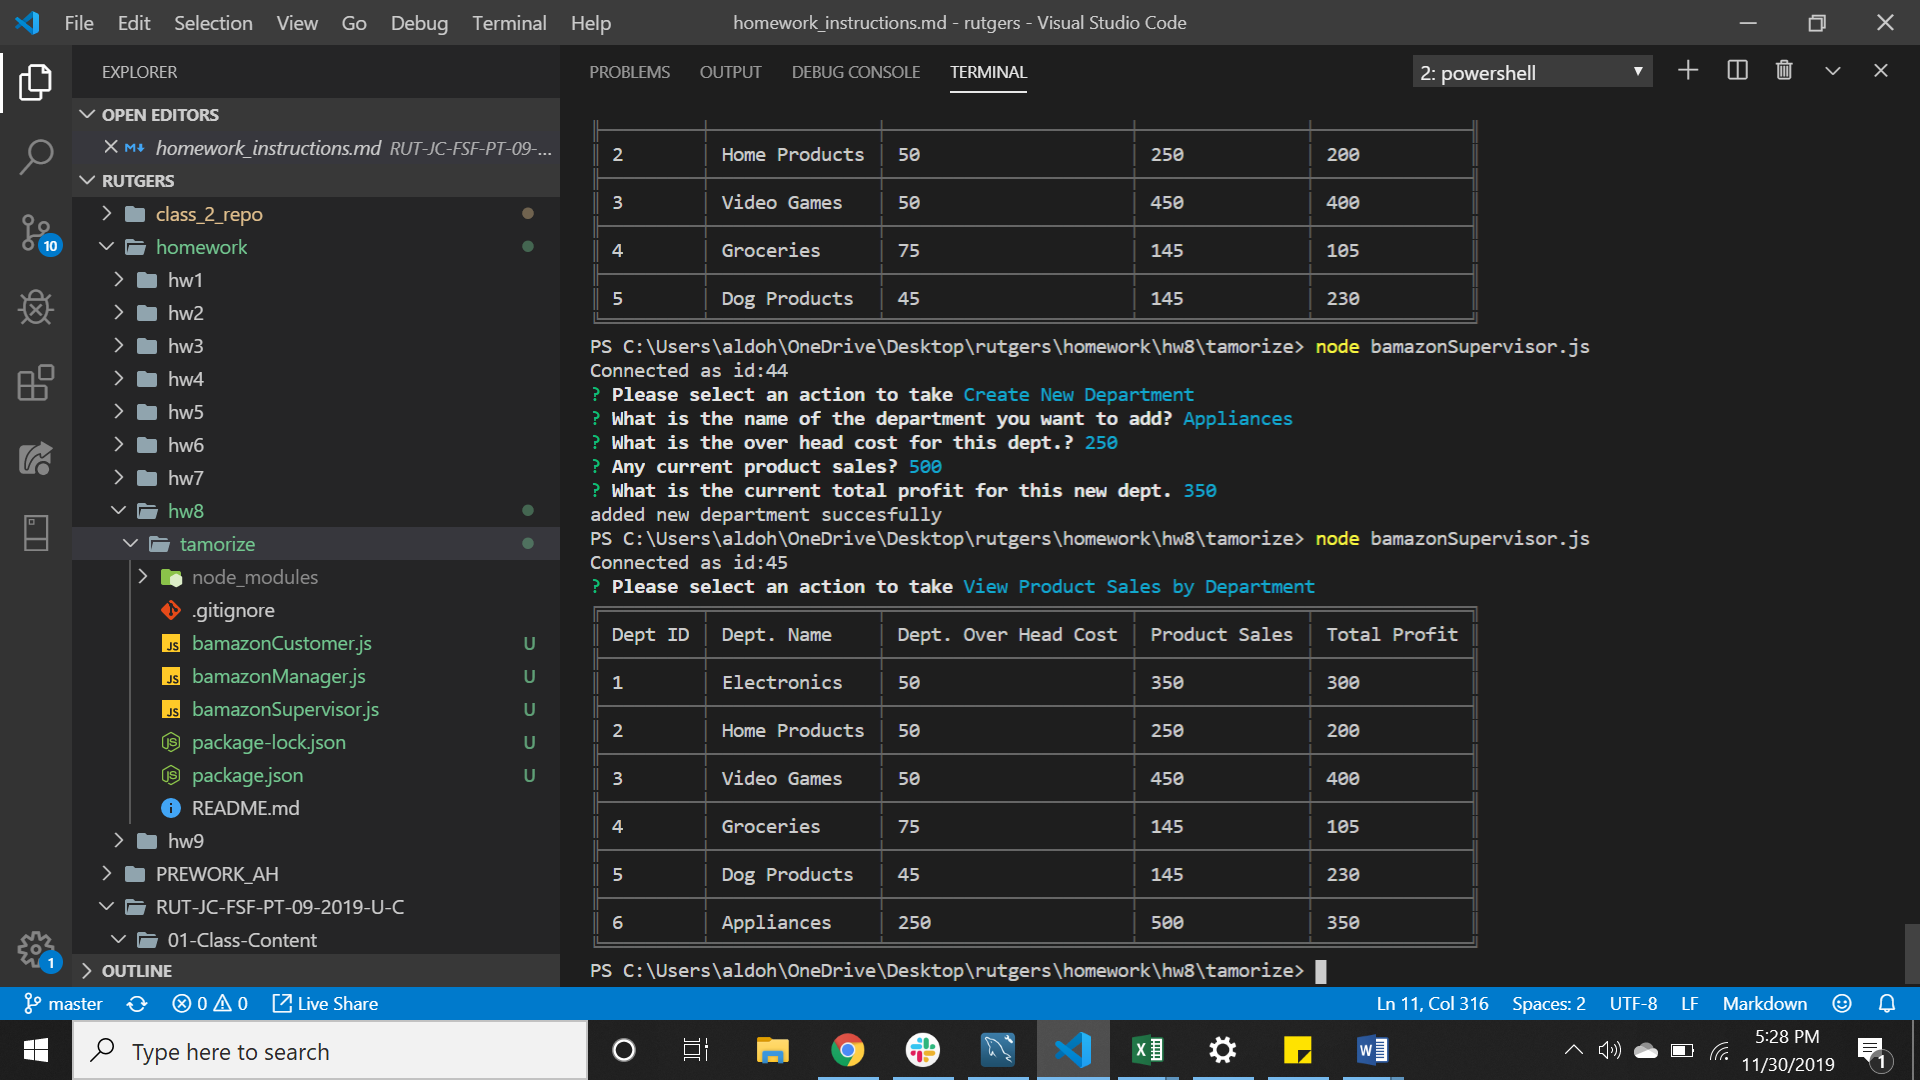 File Edit Selection View Go Debug Terminal Help homework_instructions.md - rutgers - Visual Studio Code
EXPLORER
OPEN EDITORS
homework_instructions.md RUT-JC-FSF-PT-09-...
RUTGERS
class_2_repo
homework
hw1
hw2
hw3
hw4
hw5
hw6
hw7
hw8
tamorize
node_modules
.gitignore
JS bamazonCustomer.js U
JS bamazonManager.js U
JS bamazonSupervisor.js U
package-lock.json U
package.json U
README.md
hw9
PREWORK_AH
RUT-JC-FSF-PT-09-2019-U-C
01-Class-Content
OUTLINE
10
1
PROBLEMS OUTPUT DEBUG CONSOLE TERMINAL 2: powershell
2 Home Products 50 250 200
3 Video Games 50 450 400
4 Groceries 75 145 105
5 Dog Products 45 145 230
PS C:\Users\aldoh\OneDrive\Desktop\rutgers\homework\hw8\tamorize> node bamazonSupervisor.js
Connected as id:44
? Please select an action to take Create New Department
? What is the name of the department you want to add? Appliances
? What is the over head cost for this dept.? 250
? Any current product sales? 500
? What is the current total profit for this new dept. 350
added new department succesfully
PS C:\Users\aldoh\OneDrive\Desktop\rutgers\homework\hw8\tamorize> node bamazonSupervisor.js
Connected as id:45
? Please select an action to take View Product Sales by Department
Dept ID Dept. Name Dept. Over Head Cost Product Sales Total Profit
1 Electronics 50 350 300
2 Home Products 50 250 200
3 Video Games 50 450 400
4 Groceries 75 145 105
5 Dog Products 45 145 230
6 Appliances 250 500 350
PS C:\Users\aldoh\OneDrive\Desktop\rutgers\homework\hw8\tamorize>
master 0 0 Live Share Ln 11, Col 316 Spaces: 2 UTF-8 LF Markdown
Type here to search
5:28 PM
11/30/2019
1